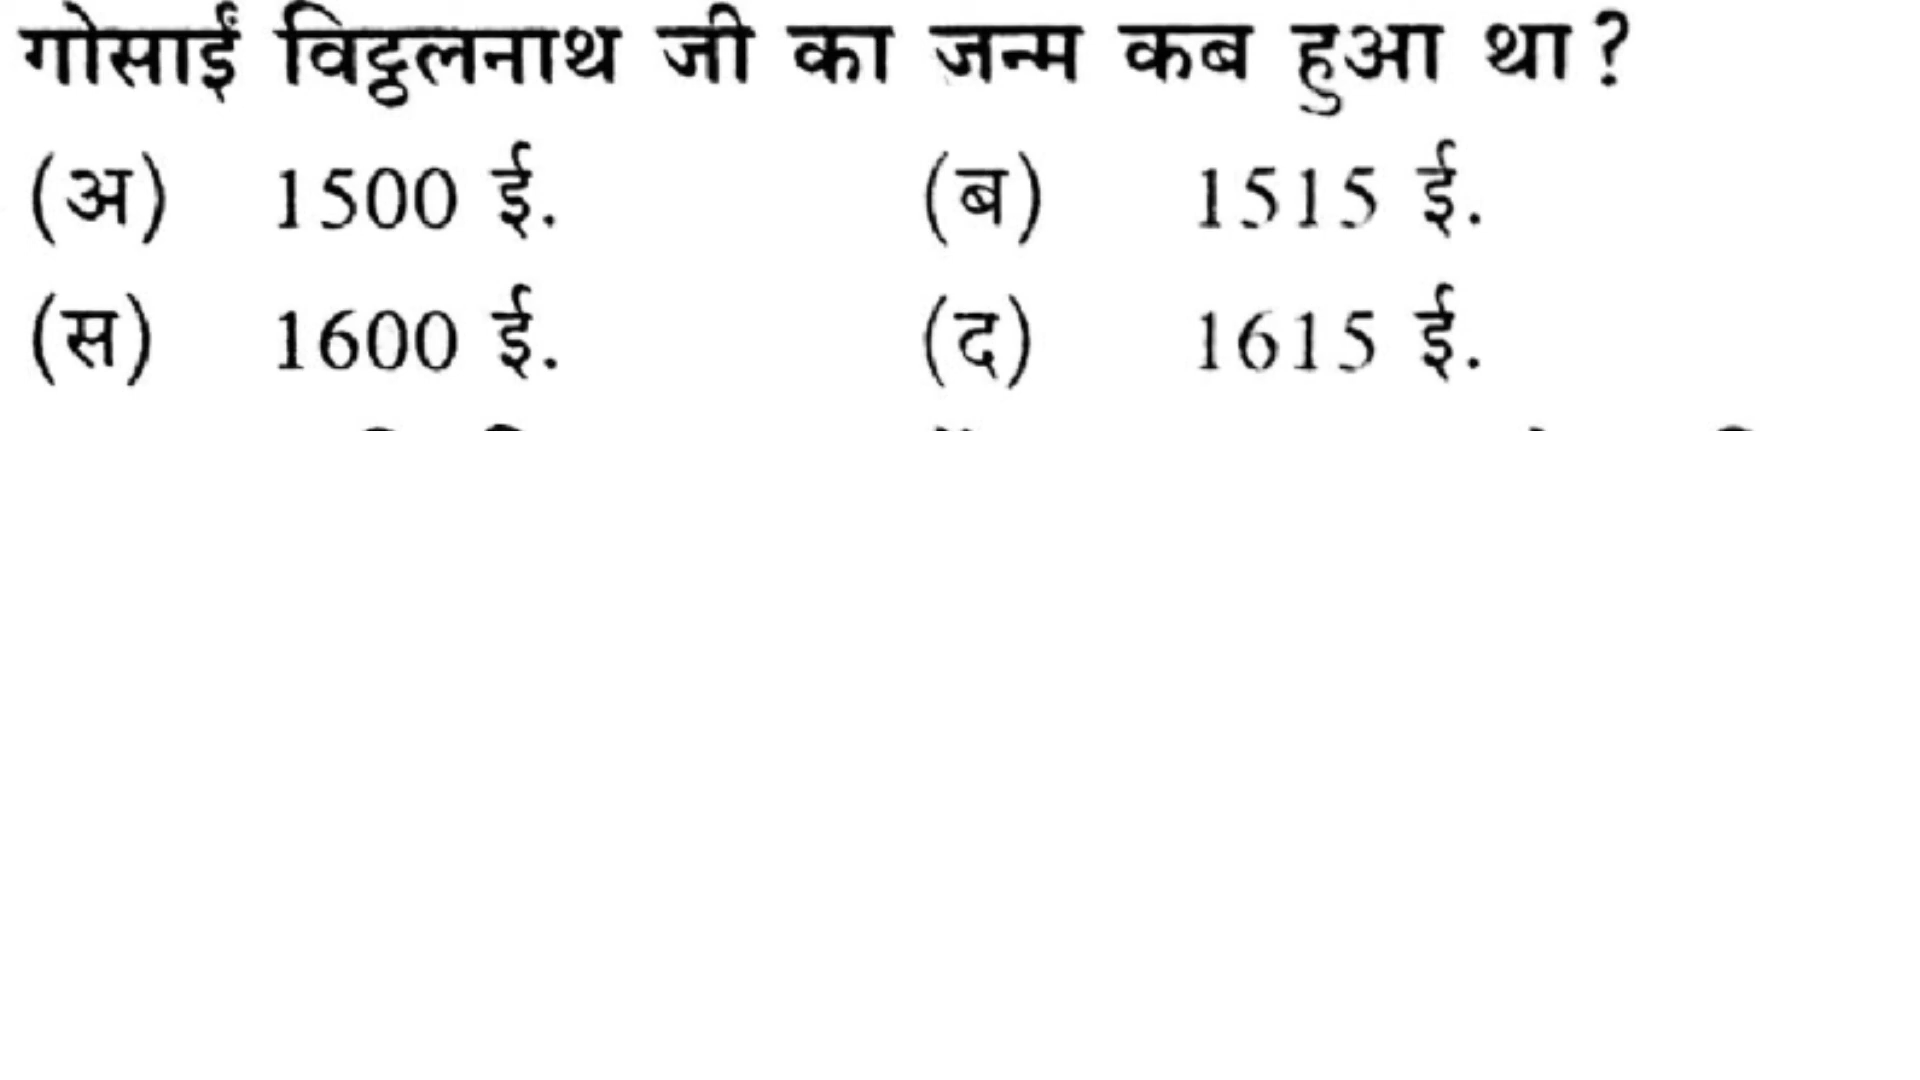 गोसाईं विट्ठलनाथ जी का जन्म कब हुआ था?
(अ) 1500 ई. (ब) 1515 ई.
(स) 1600 ई. (द) 1615 ई.